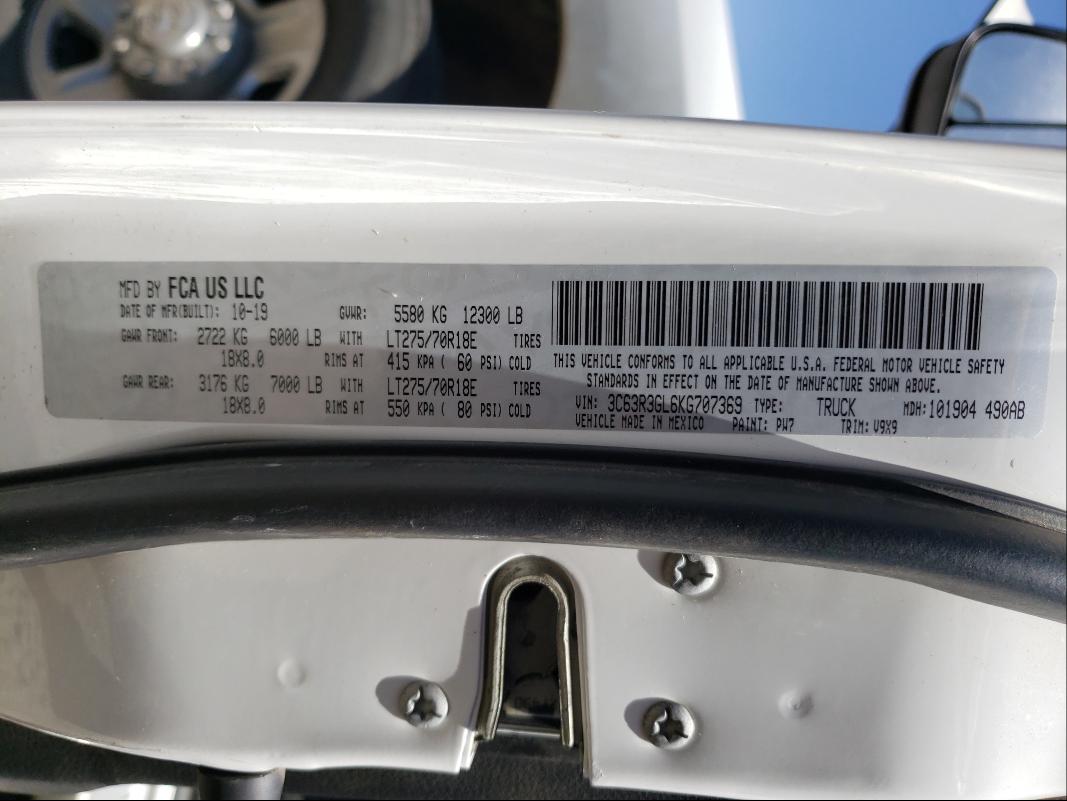 MFD BY FCA US LLC
DATE OF MFR(BUILT): 10-19 GVWR: 5580 KG 12300 LB
GAWR FRONT: 2722 KG 6000 LB WITH LT275/70R18E TIRES
18X8.0 RIMS AT 415 KPA ( 60 PSI) COLD
GAWR REAR: 3176 KG 7000 LB WITH LT275/70R18E TIRES
18X8.0 RIMS AT 550 KPA ( 80 PSI) COLD
THIS VEHICLE CONFORMS TO ALL APPLICABLE U.S.A. FEDERAL MOTOR VEHICLE SAFETY
STANDARDS IN EFFECT ON THE DATE OF MANUFACTURE SHOWN ABOVE.
VIN: 3C63R3GL6KG707369 TYPE: TRUCK MDH: 101904 490AB
VEHICLE MADE IN MEXICO PAINT: PW7 TRIM: V9X9